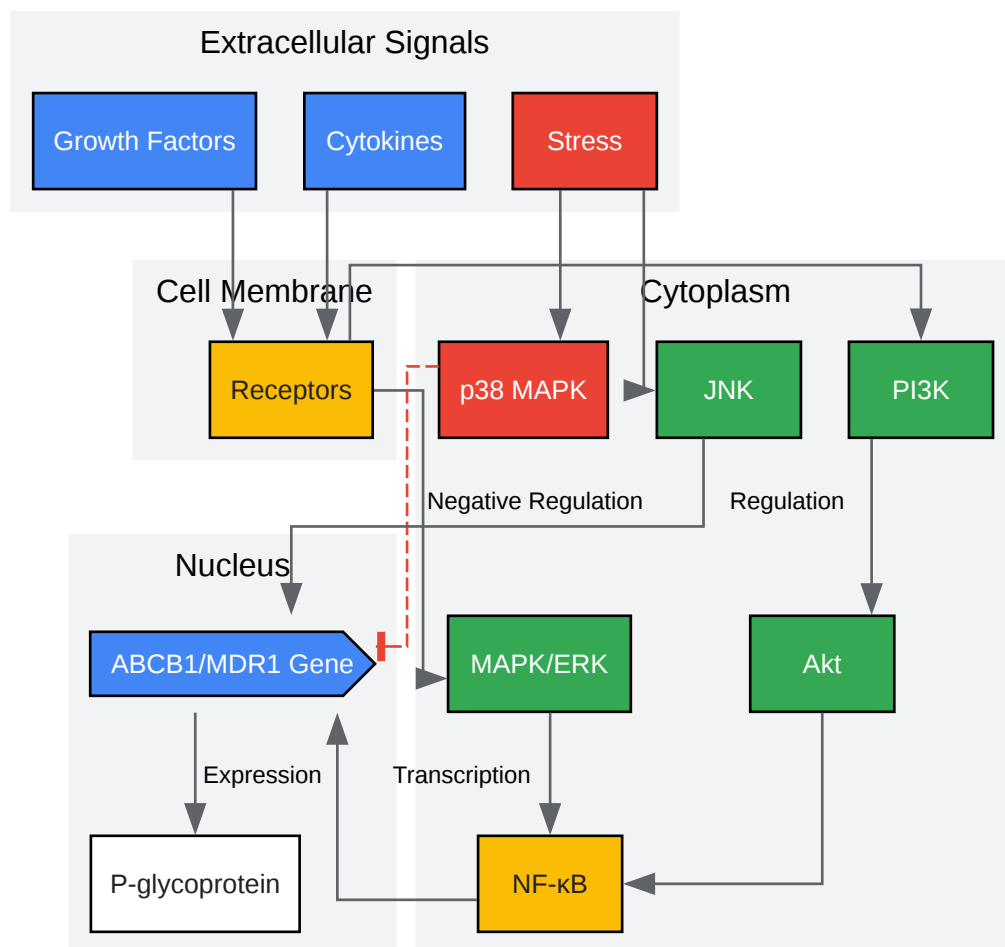 Extracellular Signals
Growth Factors
Cytokines
Stress
Cell Membrane
Cytoplasm
Receptors
p38 MAPK
JNK
PI3K
Negative Regulation
Regulation
Nucleus
ABCB1/MDR1 Gene
MAPK/ERK
Akt
Expression
Transcription
P-glycoprotein
NF-κB